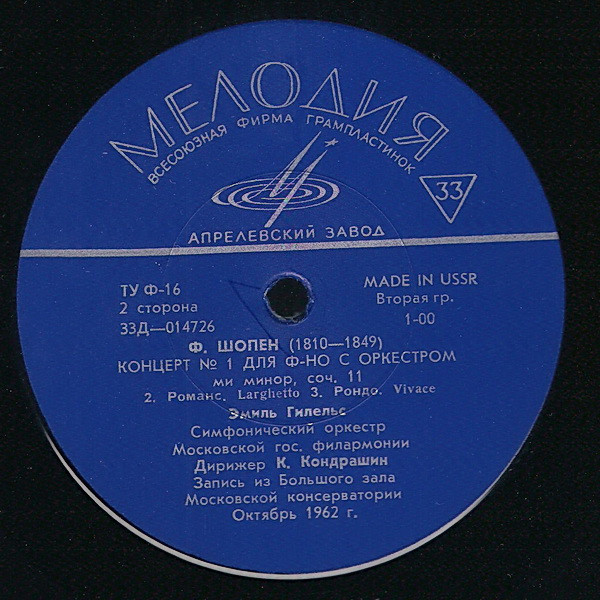 МЕЛОДИЯ
ВСЕСОЮЗНАЯ ФИРМА ГРАМПЛАСТИНОК
33
АПРЕЛЕВСКИЙ ЗАВОД
ТУ Ф-16
MADE IN USSR
2 сторона
Вторая гр.
33Д—014726
1-00
Ф. ШОПЕН (1810—1849)
КОНЦЕРТ № 1 ДЛЯ Ф-НО С ОРКЕСТРОМ
ми минор, соч. 11
2. Романс. Larghetto 3. Рондо. Vivace
Эмиль Гилельс
Симфонический оркестр
Московской гос. филармонии
Дирижер К. Кондрашин
Запись из Большого зала
Московской консерватории
Октябрь 1962 г.